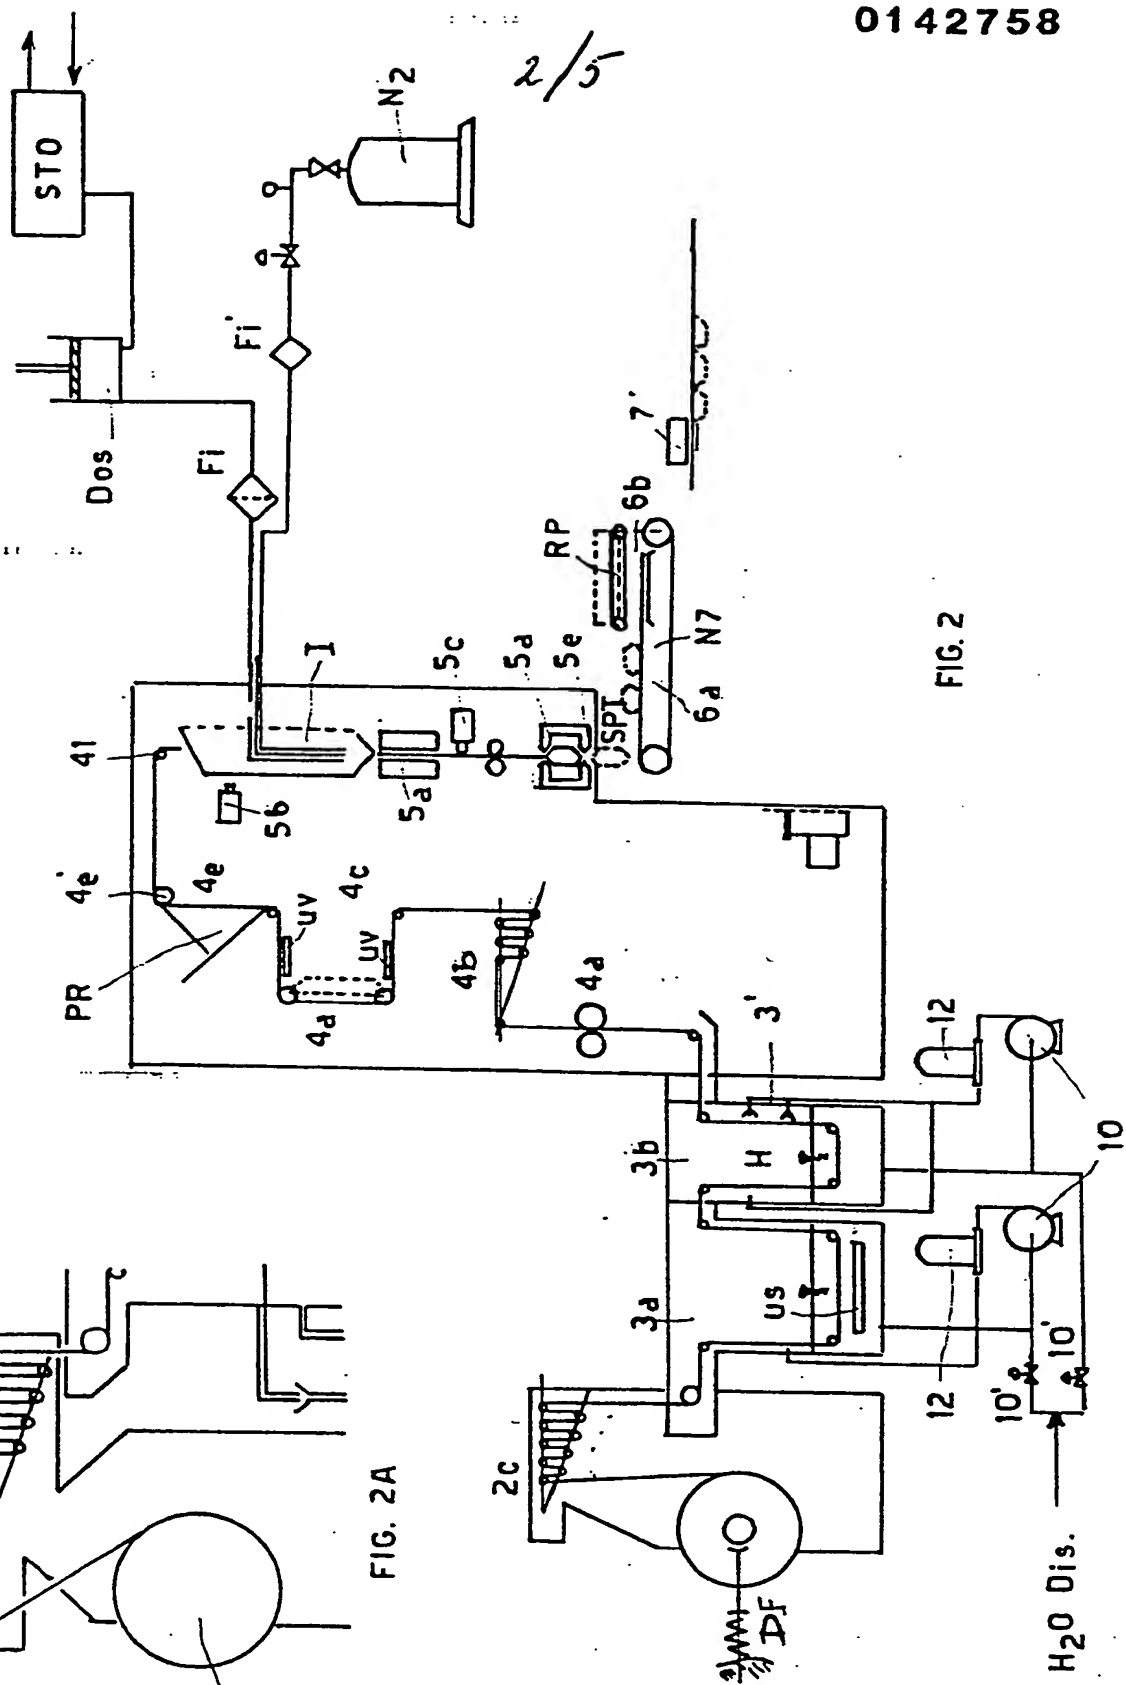 0142758
2/5
STO
N2
Dos
Fi
Fi'
7'
RP
6b
N7
6a
SPT
I
5c
5d
5e
5a
5b
41
4e'
4e
PR
UV
4c
UV
4d
4b
4a
3'
12
3b
H
10
3a
US
12
10'
10'
2c
DF
H2O Dis.
FIG. 2
FIG. 2A